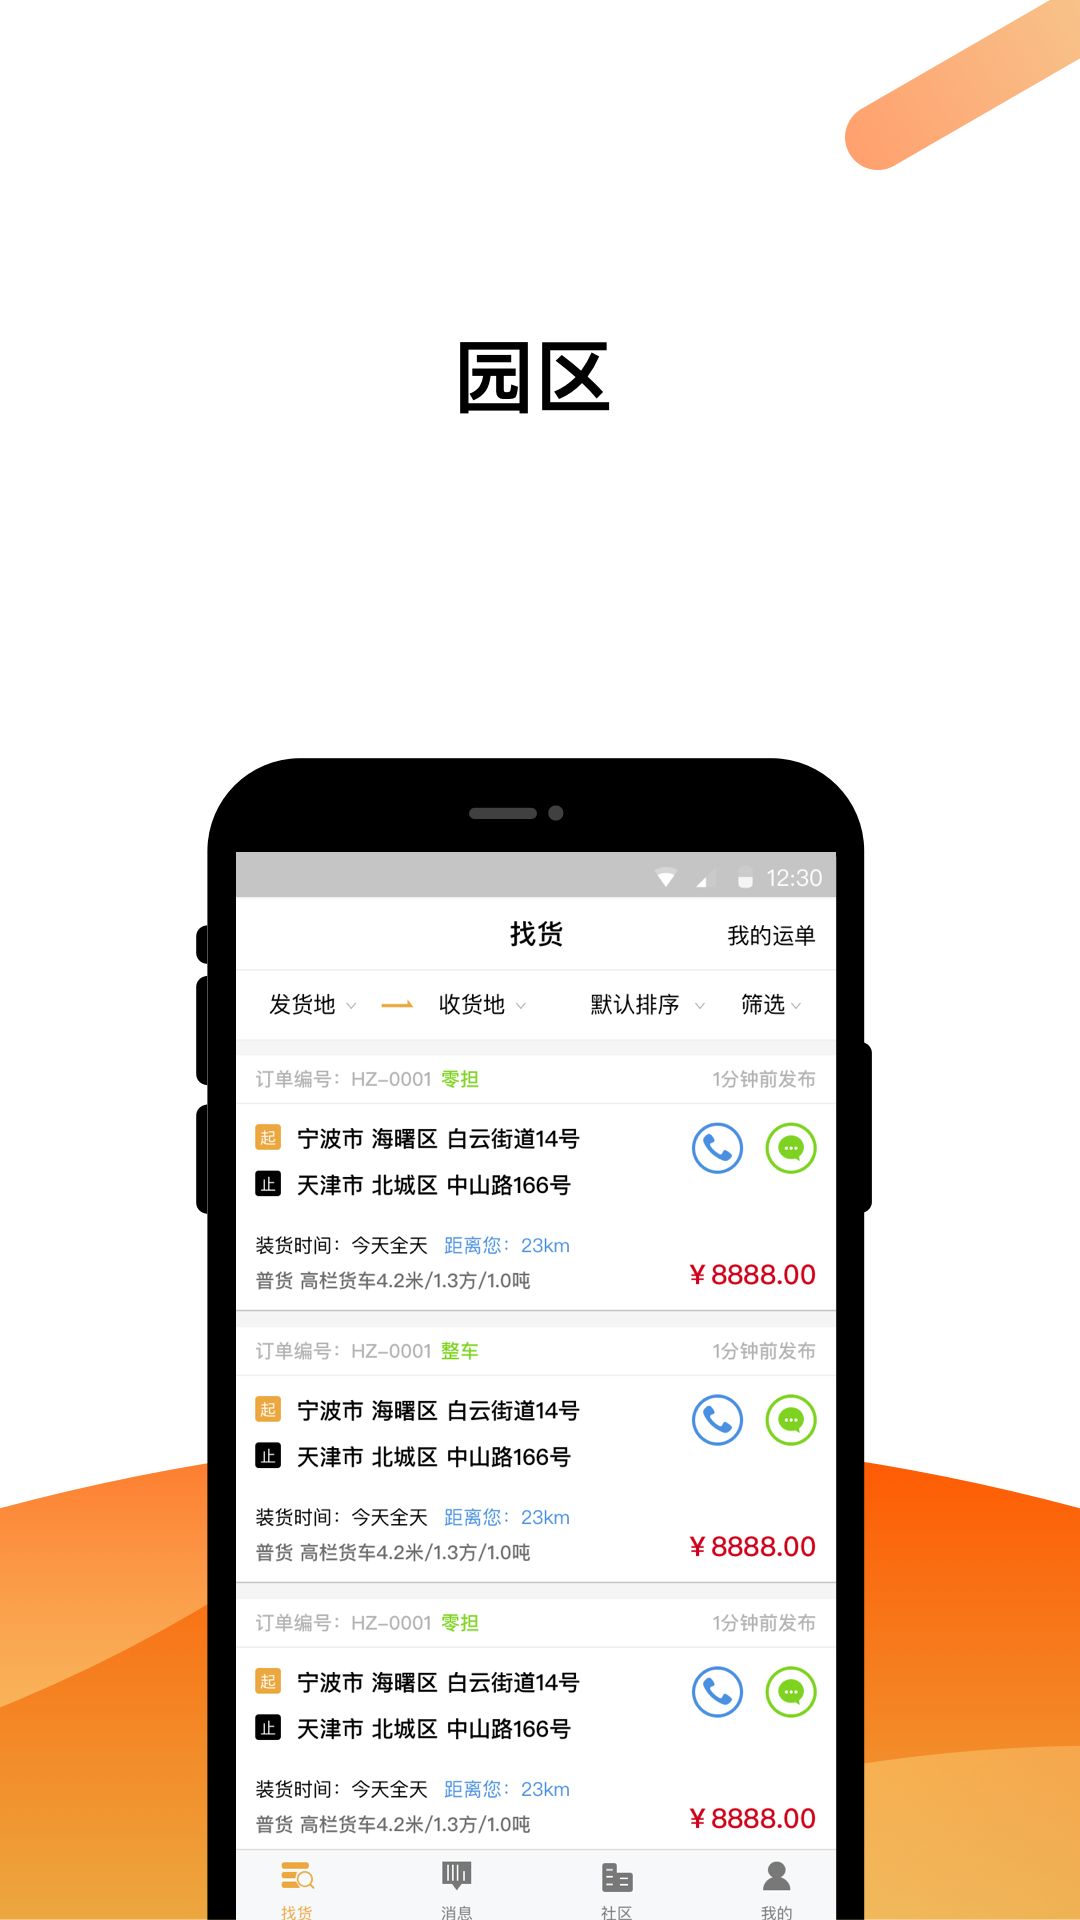 园区
12:30
找货 我的运单
发货地 收货地 默认排序 筛选
订单编号：HZ-0001 零担 1分钟前发布
起 宁波市 海曙区 白云街道14号
止 天津市 北城区 中山路166号
装货时间：今天全天 距离您：23km
普货 高栏货车4.2米/1.3方/1.0吨 ¥8888.00
订单编号：HZ-0001 整车 1分钟前发布
起 宁波市 海曙区 白云街道14号
止 天津市 北城区 中山路166号
装货时间：今天全天 距离您：23km
普货 高栏货车4.2米/1.3方/1.0吨 ¥8888.00
订单编号：HZ-0001 零担 1分钟前发布
起 宁波市 海曙区 白云街道14号
止 天津市 北城区 中山路166号
装货时间：今天全天 距离您：23km
普货 高栏货车4.2米/1.3方/1.0吨 ¥8888.00
找货 消息 社区 我的